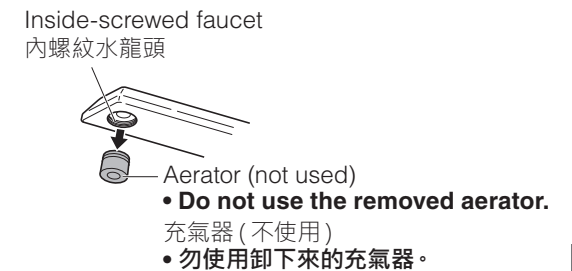 Inside-screwed faucet
內螺紋水龍頭
Aerator (not used)
• Do not use the removed aerator.
充氣器 ( 不使用 )
• 勿使用卸下來的充氣器。